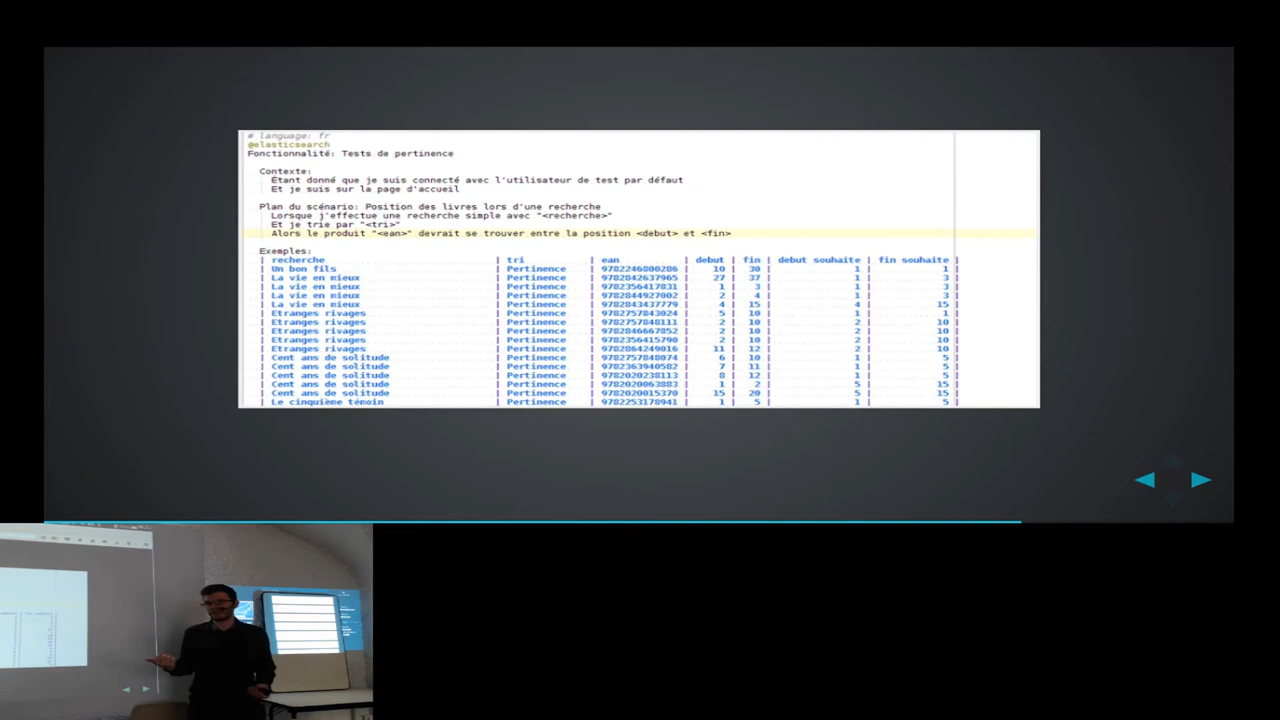 # language: fr
@elasticsearch
Fonctionnalité: Tests de pertinence
Contexte:
Étant donné que je suis connecté avec l'utilisateur de test par défaut
Et je suis sur la page d'accueil
Plan du scénario: Position des livres lors d'une recherche
Lorsque j'effectue une recherche simple avec "<recherche>"
Et je trie par "<tri>"
Alors le produit "<ean>" devrait se trouver entre la position <debut> et <fin>
Exemples:
| recherche | tri | ean | debut | fin | debut souhaite | fin souhaite |
| Un bon fils | Pertinence | 9782246800286 | 10 | 30 | 1 | 1 |
| La vie en mieux | Pertinence | 9782842637965 | 27 | 37 | 1 | 3 |
| La vie en mieux | Pertinence | 9782356417831 | 1 | 3 | 1 | 3 |
| La vie en mieux | Pertinence | 9782844927002 | 2 | 4 | 1 | 3 |
| La vie en mieux | Pertinence | 9782843437779 | 4 | 15 | 4 | 15 |
| Etranges rivages | Pertinence | 9782757843024 | 5 | 10 | 1 | 1 |
| Etranges rivages | Pertinence | 9782757848111 | 2 | 10 | 2 | 10 |
| Etranges rivages | Pertinence | 9782846667852 | 2 | 10 | 2 | 10 |
| Etranges rivages | Pertinence | 9782356415790 | 2 | 10 | 2 | 10 |
| Etranges rivages | Pertinence | 9782864249016 | 11 | 12 | 2 | 10 |
| Cent ans de solitude | Pertinence | 9782757848074 | 6 | 10 | 1 | 5 |
| Cent ans de solitude | Pertinence | 9782363940582 | 7 | 11 | 1 | 5 |
| Cent ans de solitude | Pertinence | 9782020238113 | 8 | 12 | 1 | 5 |
| Cent ans de solitude | Pertinence | 9782020063883 | 1 | 2 | 5 | 15 |
| Cent ans de solitude | Pertinence | 9782020015370 | 15 | 20 | 5 | 15 |
| Le cinquième témoin | Pertinence | 9782253178941 | 1 | 5 | 1 | 5 |